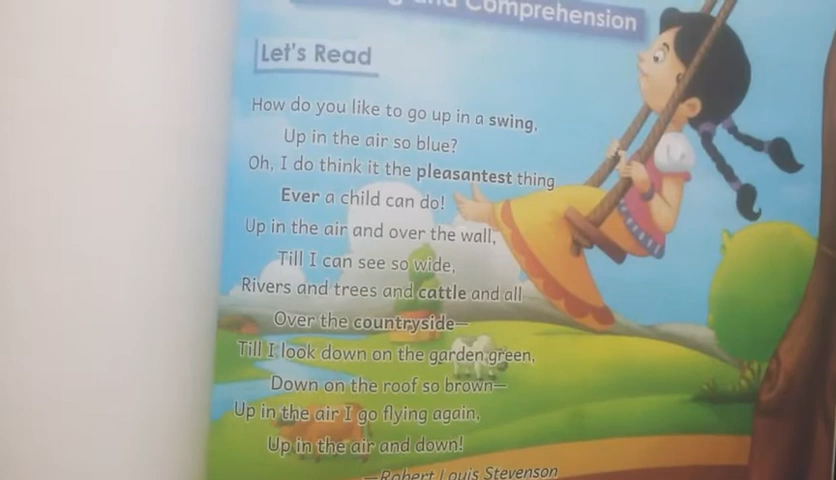 and Comprehension
Let's Read
How do you like to go up in a swing,
Up in the air so blue?
Oh, I do think it the pleasantest thing
Ever a child can do!
Up in the air and over the wall,
Till I can see so wide,
Rivers and trees and cattle and all
Over the countryside—
Till I look down on the garden green,
Down on the roof so brown—
Up in the air I go flying again,
Up in the air and down!
—Robert Louis Stevenson